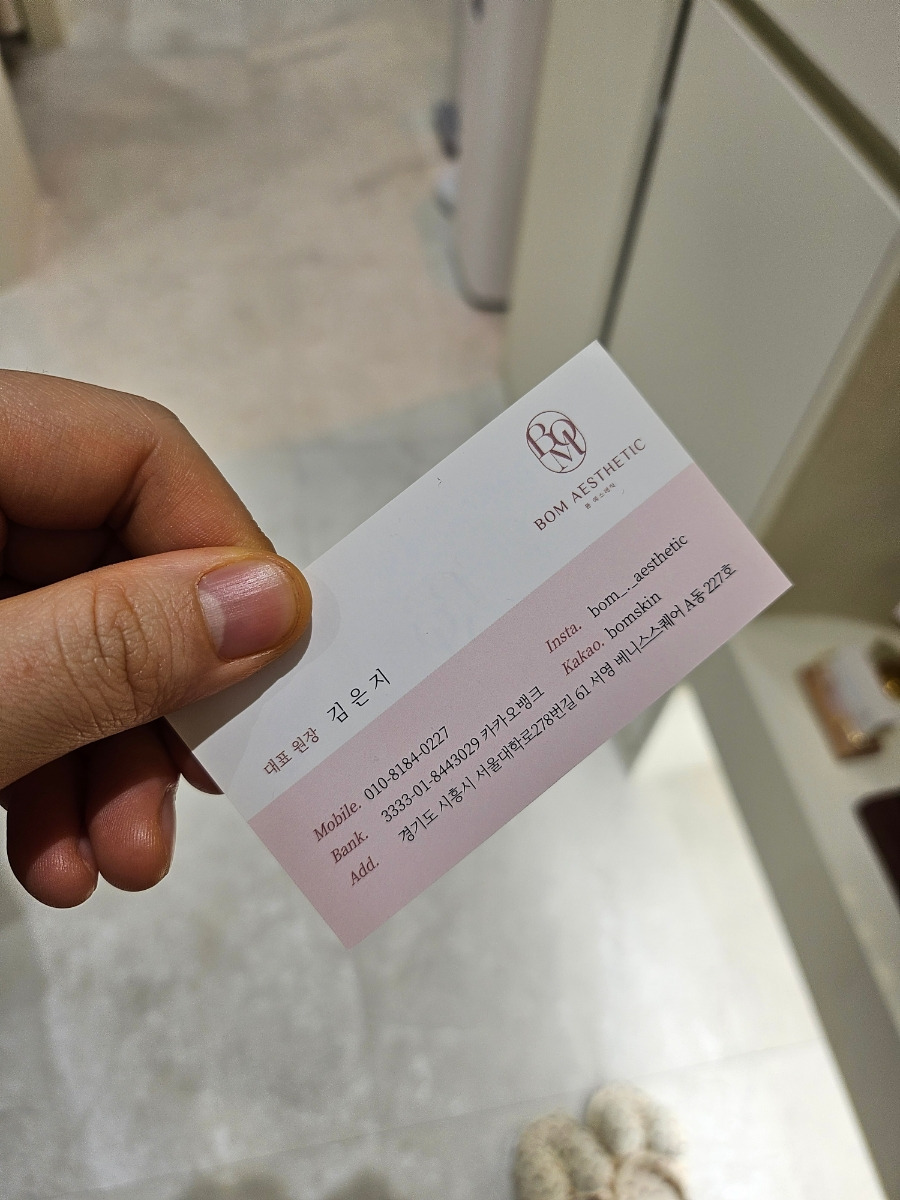 BOM
BOM AESTHETIC
봄 에스테틱
대표 원장 김은지
Insta. bom_._aesthetic
Kakao. bomskin
Mobile. 010-8184-0227
Bank. 3333-01-8443029 카카오뱅크
Add. 경기도 시흥시 서울대학로278번길 61 서영 베니스스퀘어 A동 227호